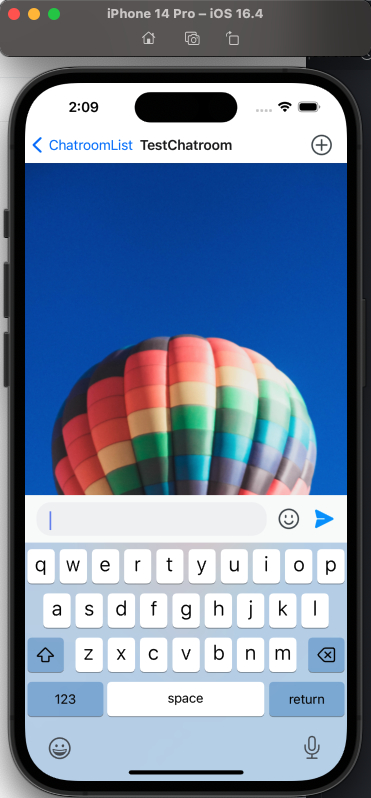 iPhone 14 Pro – iOS 16.4
2:09
ChatroomList TestChatroom
q w e r t y u i o p
a s d f g h j k l
z x c v b n m
123 space return